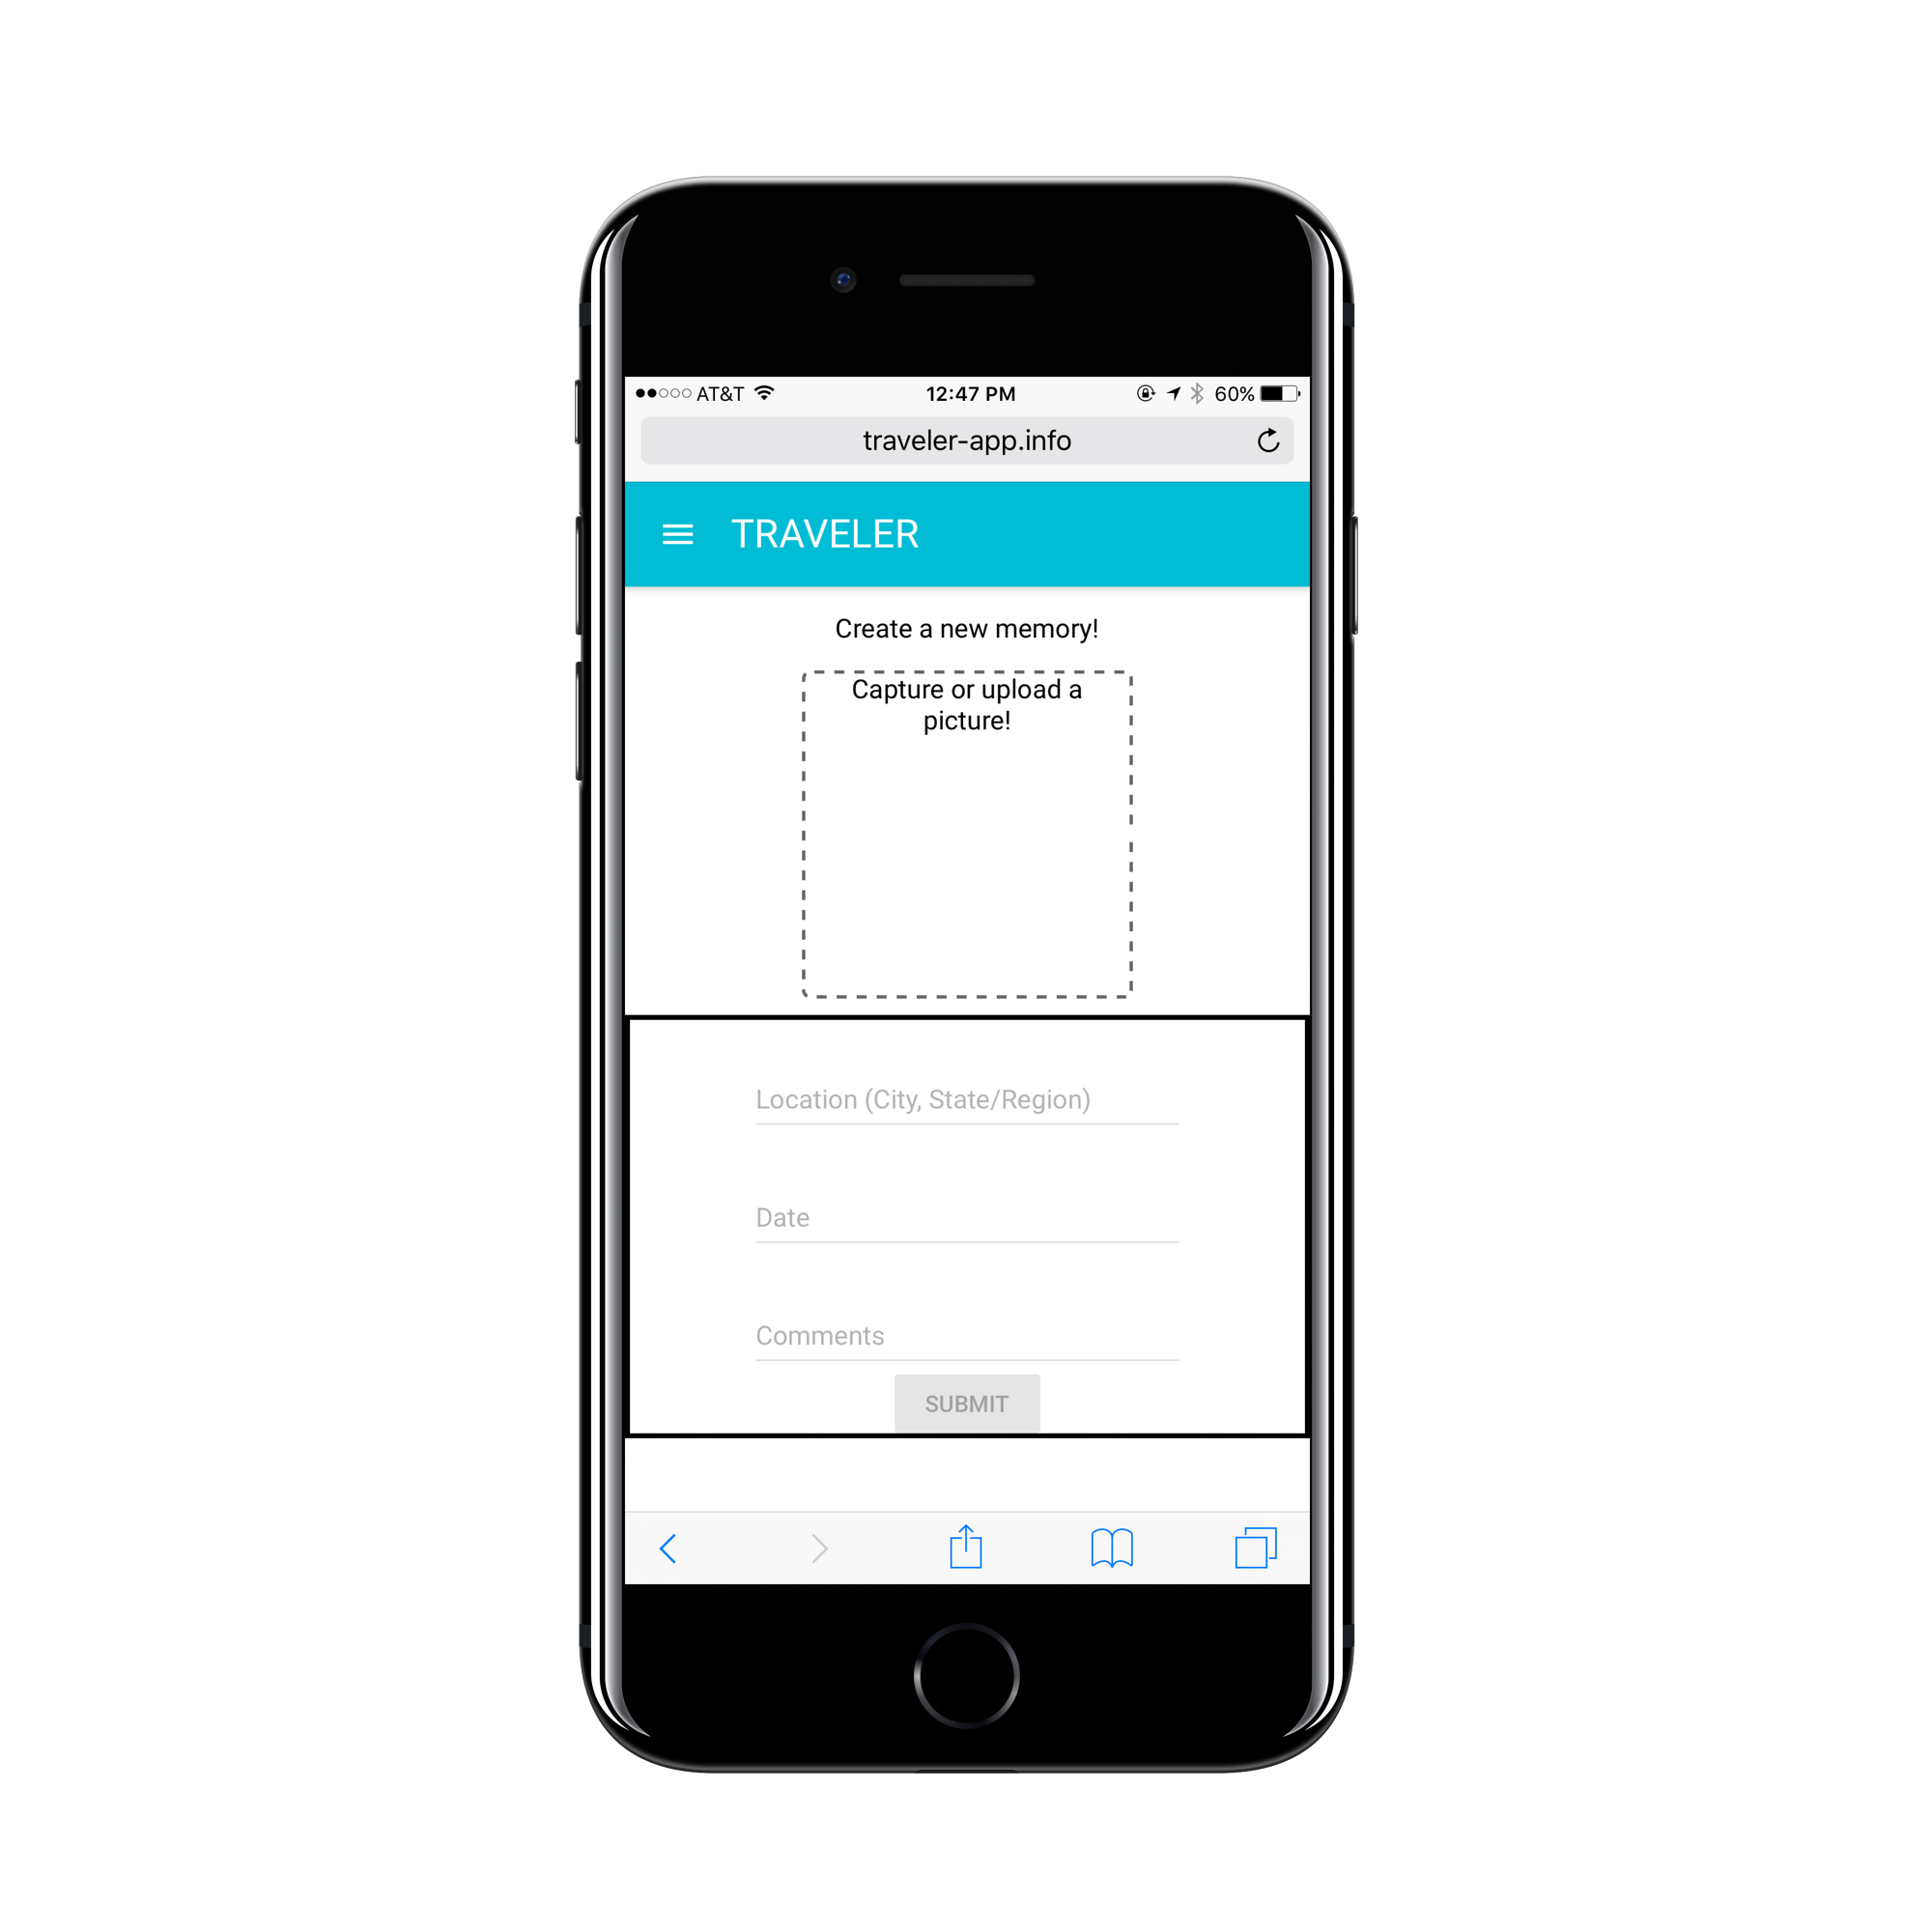 AT&T 12:47 PM 60%
traveler-app.info
TRAVELER
Create a new memory!
Capture or upload a
picture!
Location (City, State/Region)
Date
Comments
SUBMIT